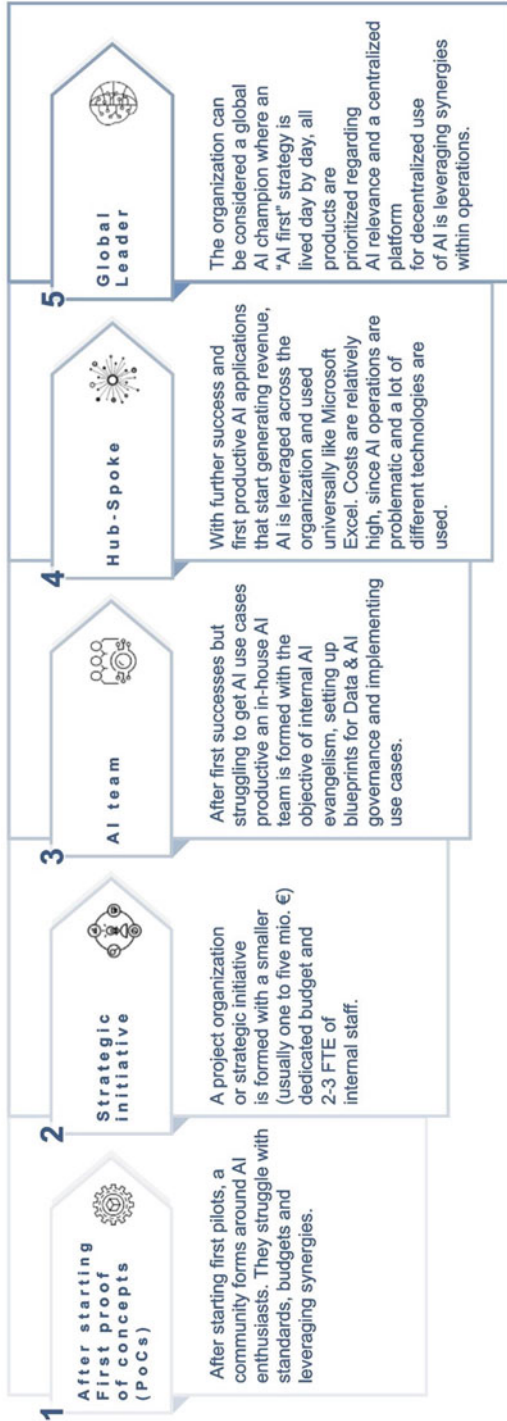 1
After starting
First proof
of concepts
(PoCs)
After starting first pilots, a
community forms around AI
enthusiasts. They struggle with
standards, budgets and
leveraging synergies.
2
Strategic
initiative
A project organization
or strategic initiative
is formed with a smaller
(usually one to five mio. €)
dedicated budget and
2-3 FTE of
internal staff.
3
AI team
After first successes but
struggling to get AI use cases
productive an in-house AI
team is formed with the
objective of internal AI
evangelism, setting up
blueprints for Data & AI
governance and implementing
use cases.
4
Hub-Spoke
With further success and
first productive AI applications
that start generating revenue,
AI is leveraged across the
organization and used
universally like Microsoft
Excel. Costs are relatively
high, since AI operations are
problematic and a lot of
different technologies are
used.
5
Global
Leader
The organization can
be considered a global
AI champion where an
“AI first” strategy is
lived day by day, all
products are
prioritized regarding
AI relevance and a centralized
platform
for decentralized use
of AI is leveraging synergies
within operations.